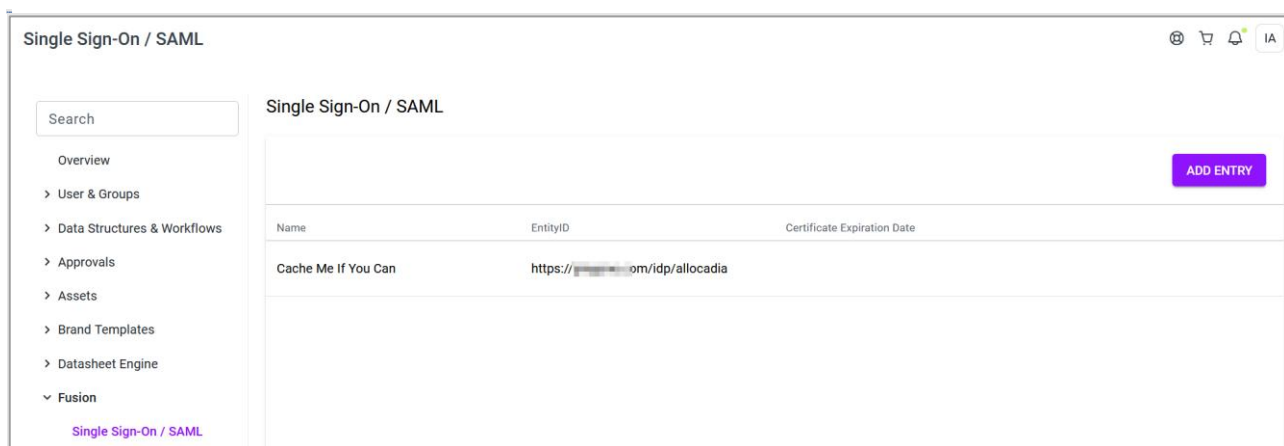 Single Sign-On / SAML
IA
Search
Overview
User & Groups
Data Structures & Workflows
Approvals
Assets
Brand Templates
Datasheet Engine
Fusion
Single Sign-On / SAML
Single Sign-On / SAML
ADD ENTRY
Name EntityID Certificate Expiration Date
Cache Me If You Can https:// om/idp/allocadia